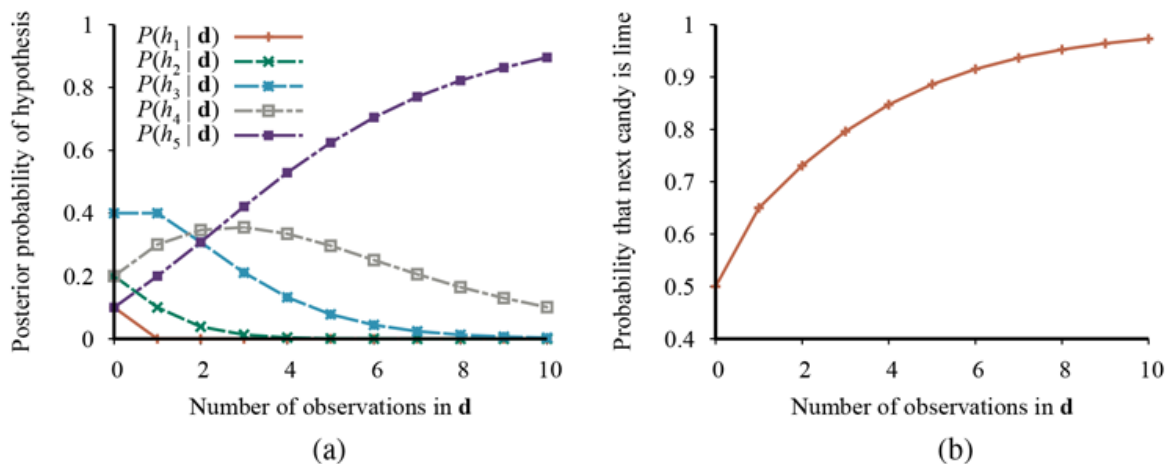 Posterior probability of hypothesis
1
0.8
0.6
0.4
0.2
0
P(h1 | d)
P(h2 | d)
P(h3 | d)
P(h4 | d)
P(h5 | d)
0 2 4 6 8 10
Number of observations in d
(a)
Probability that next candy is lime
1
0.9
0.8
0.7
0.6
0.5
0.4
0 2 4 6 8 10
Number of observations in d
(b)